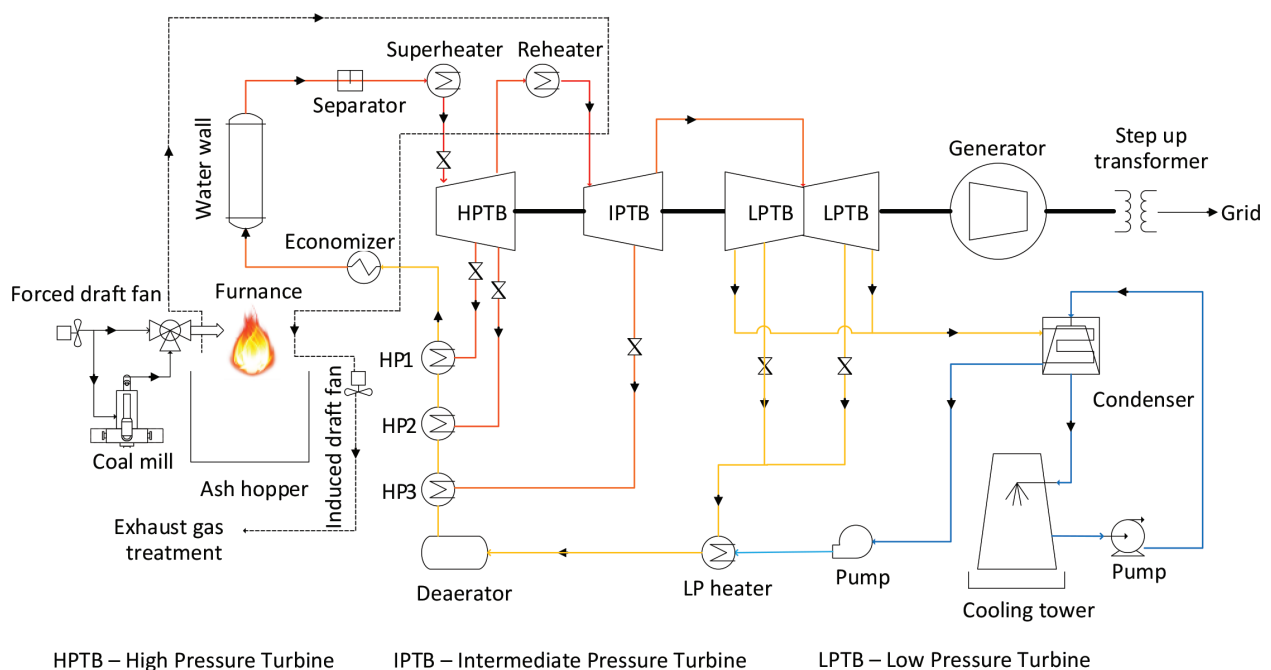 Superheater
Reheater
Separator
Water wall
Step up
transformer
Generator
HPTB
IPTB
LPTB
LPTB
Grid
Economizer
Forced draft fan
Furnance
HP1
Induced draft fan
Condenser
HP2
Coal mill
HP3
Ash hopper
Exhaust gas
treatment
Deaerator
LP heater
Pump
Pump
Cooling tower
HPTB – High Pressure Turbine
IPTB – Intermediate Pressure Turbine
LPTB – Low Pressure Turbine